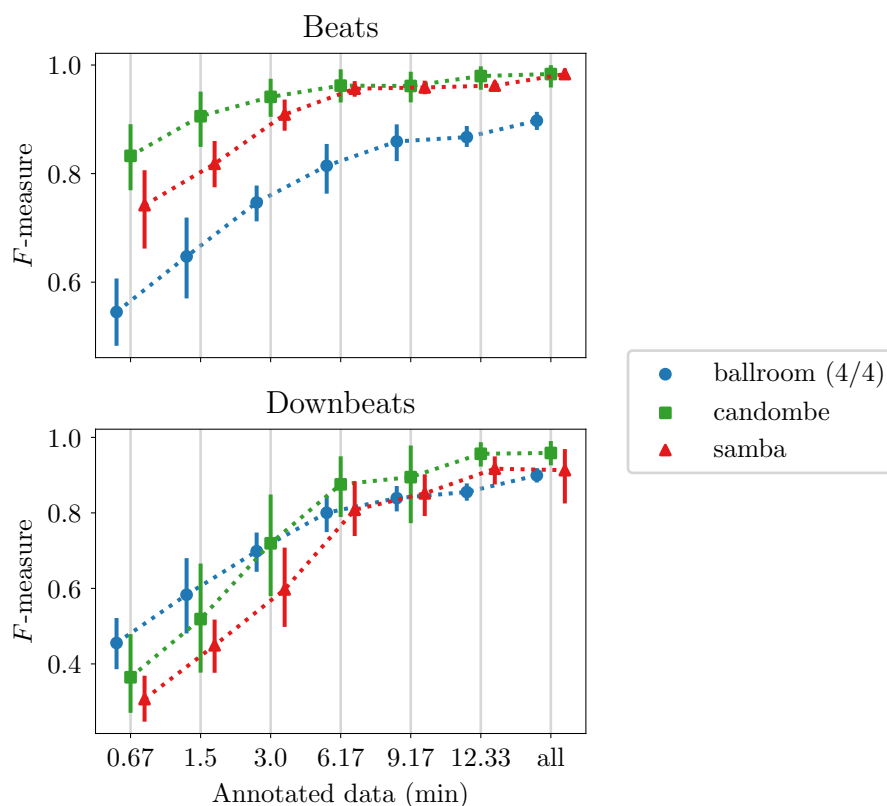 Beats
1.0
0.8
0.6
F-measure
ballroom (4/4)
candombe
samba
Downbeats
1.0
0.8
0.6
0.4
F-measure
0.67 1.5 3.0 6.17 9.17 12.33 all
Annotated data (min)